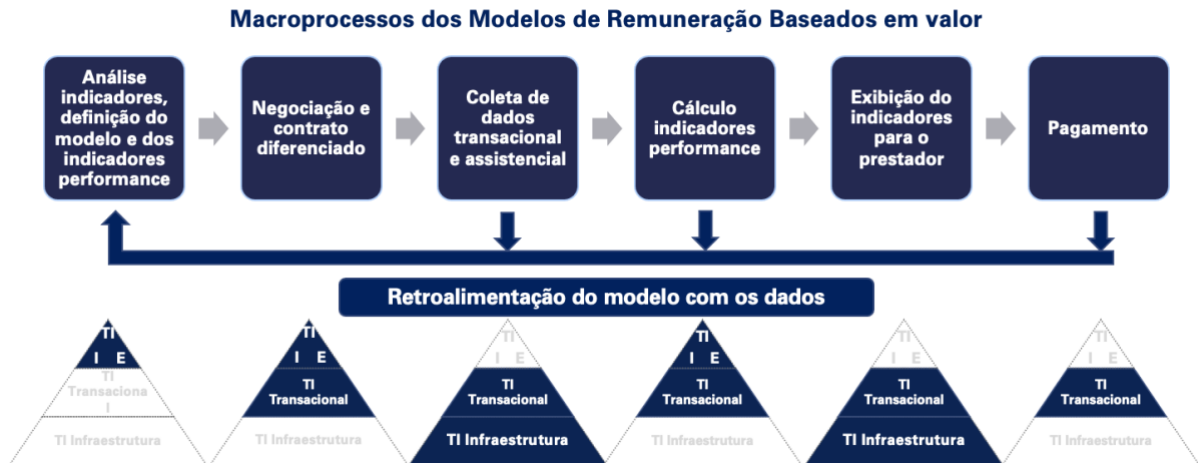 Macroprocessos dos Modelos de Remuneração Baseados em valor
Análise
indicadores,
definição do
modelo e dos
indicadores
performance
Negociação e
contrato
diferenciado
Coleta de
dados
transacional
e assistencial
Cálculo
indicadores
performance
Exibição do
indicadores
para o
prestador
Pagamento
Retroalimentação do modelo com os dados
TI
I E
TI
Transaciona
l
TI Infraestrutura
TI
I E
TI
Transacional
TI Infraestrutura
TI
I E
TI
Transacional
TI Infraestrutura
TI
I E
TI
Transacional
TI Infraestrutura
TI
I E
TI
Transacional
TI Infraestrutura
TI
I E
TI
Transacional
TI Infraestrutura